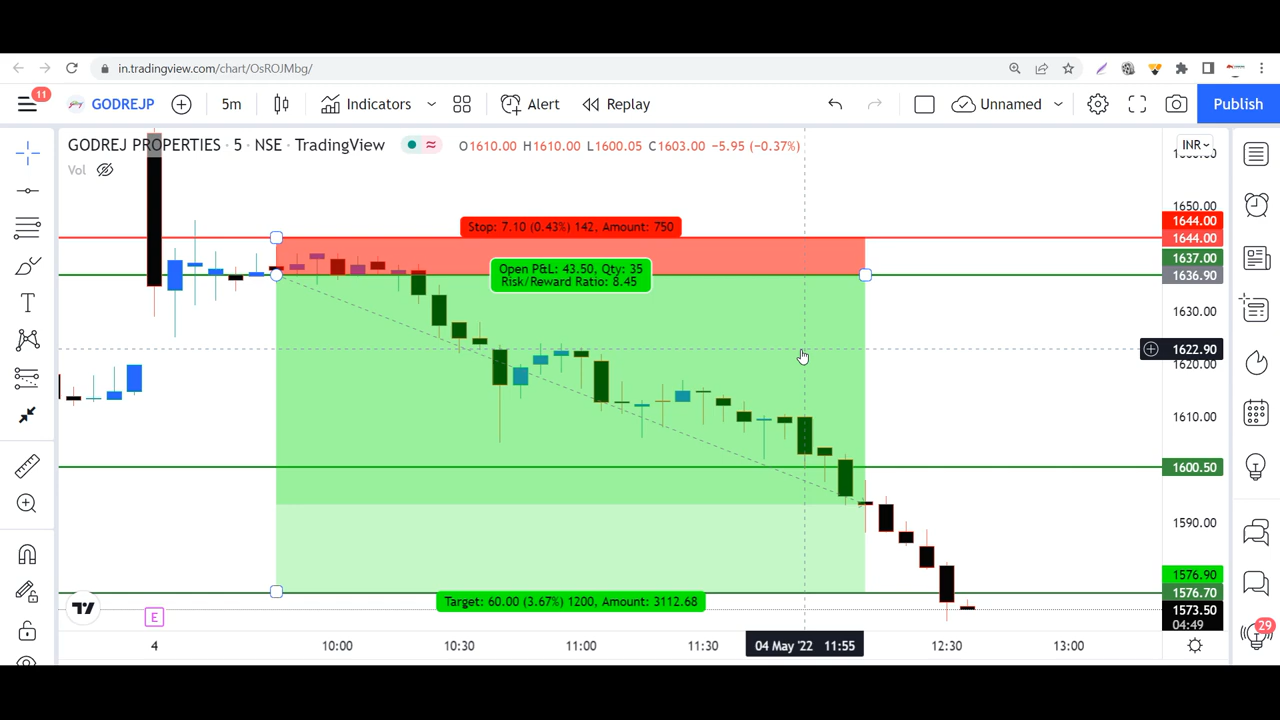 in.tradingview.com/chart/OsROJMbg/
11
GODREJP
5m
Indicators
Alert
Replay
Unnamed
Publish
GODREJ PROPERTIES · 5 · NSE · TradingView
O1610.00 H1610.00 L1600.05 C1603.00 −5.95 (−0.37%)
INR
Vol
1650.00
1644.00
1644.00
1637.00
1636.90
1630.00
1622.90
1620.00
1610.00
1600.50
1590.00
1576.90
1576.70
1573.50
04:49
Stop: 7.10 (0.43%) 142, Amount: 750
Open P&L: 43.50, Qty: 35
Risk/Reward Ratio: 8.45
Target: 60.00 (3.67%) 1200, Amount: 3112.68
E
29
4
10:00
10:30
11:00
11:30
04 May '22 11:55
12:30
13:00